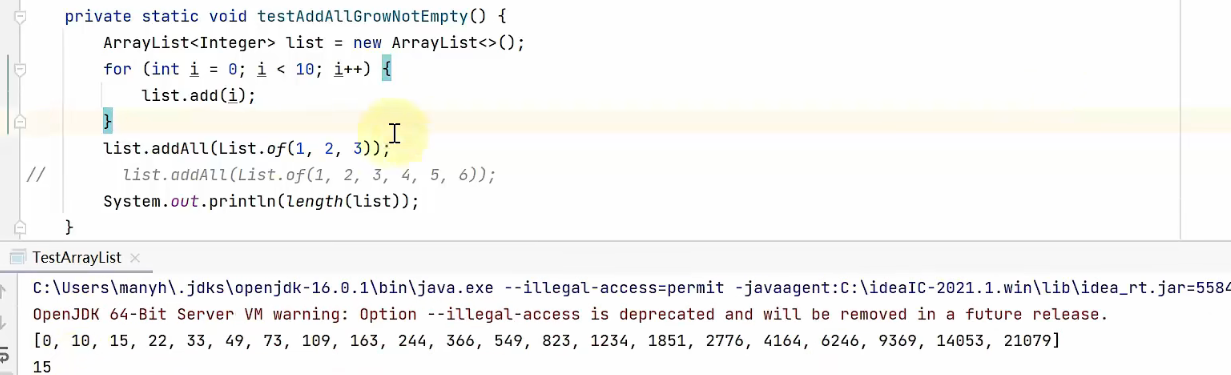 private static void testAddAllGrowNotEmpty() {
ArrayList<Integer> list = new ArrayList<>();
for (int i = 0; i < 10; i++) {
list.add(i);
}
list.addAll(List.of(1, 2, 3));
// list.addAll(List.of(1, 2, 3, 4, 5, 6));
System.out.println(length(list));
}
TestArrayList ×
C:\Users\manyh\.jdks\openjdk-16.0.1\bin\java.exe --illegal-access=permit -javaagent:C:\ideaIC-2021.1.win\lib\idea_rt.jar=5584
OpenJDK 64-Bit Server VM warning: Option --illegal-access is deprecated and will be removed in a future release.
[0, 10, 15, 22, 33, 49, 73, 109, 163, 244, 366, 549, 823, 1234, 1851, 2776, 4164, 6246, 9369, 14053, 21079]
15